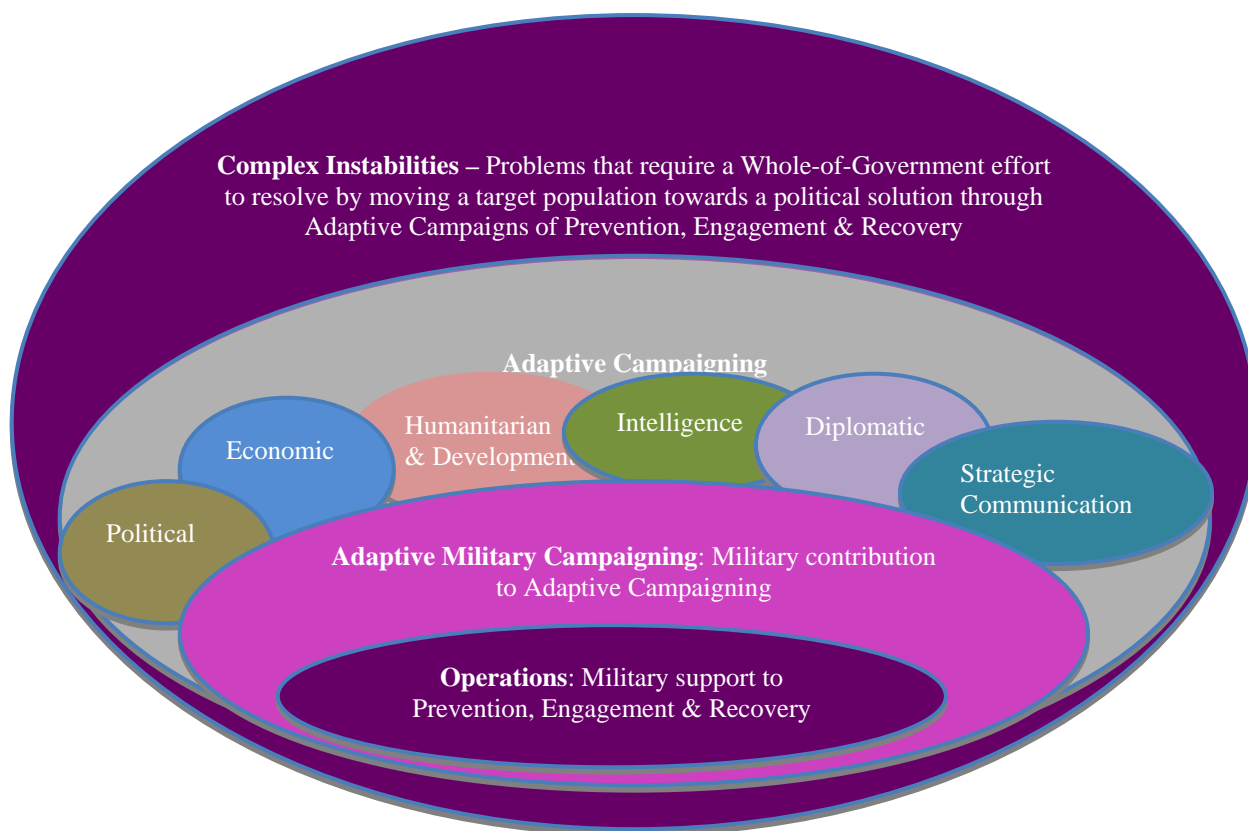 Complex Instabilities – Problems that require a Whole-of-Government effort
to resolve by moving a target population towards a political solution through
Adaptive Campaigns of Prevention, Engagement & Recovery
Adaptive Campaigning
Humanitarian
& Development
Intelligence
Diplomatic
Economic
Strategic
Communication
Political
Adaptive Military Campaigning: Military contribution
to Adaptive Campaigning
Operations: Military support to
Prevention, Engagement & Recovery